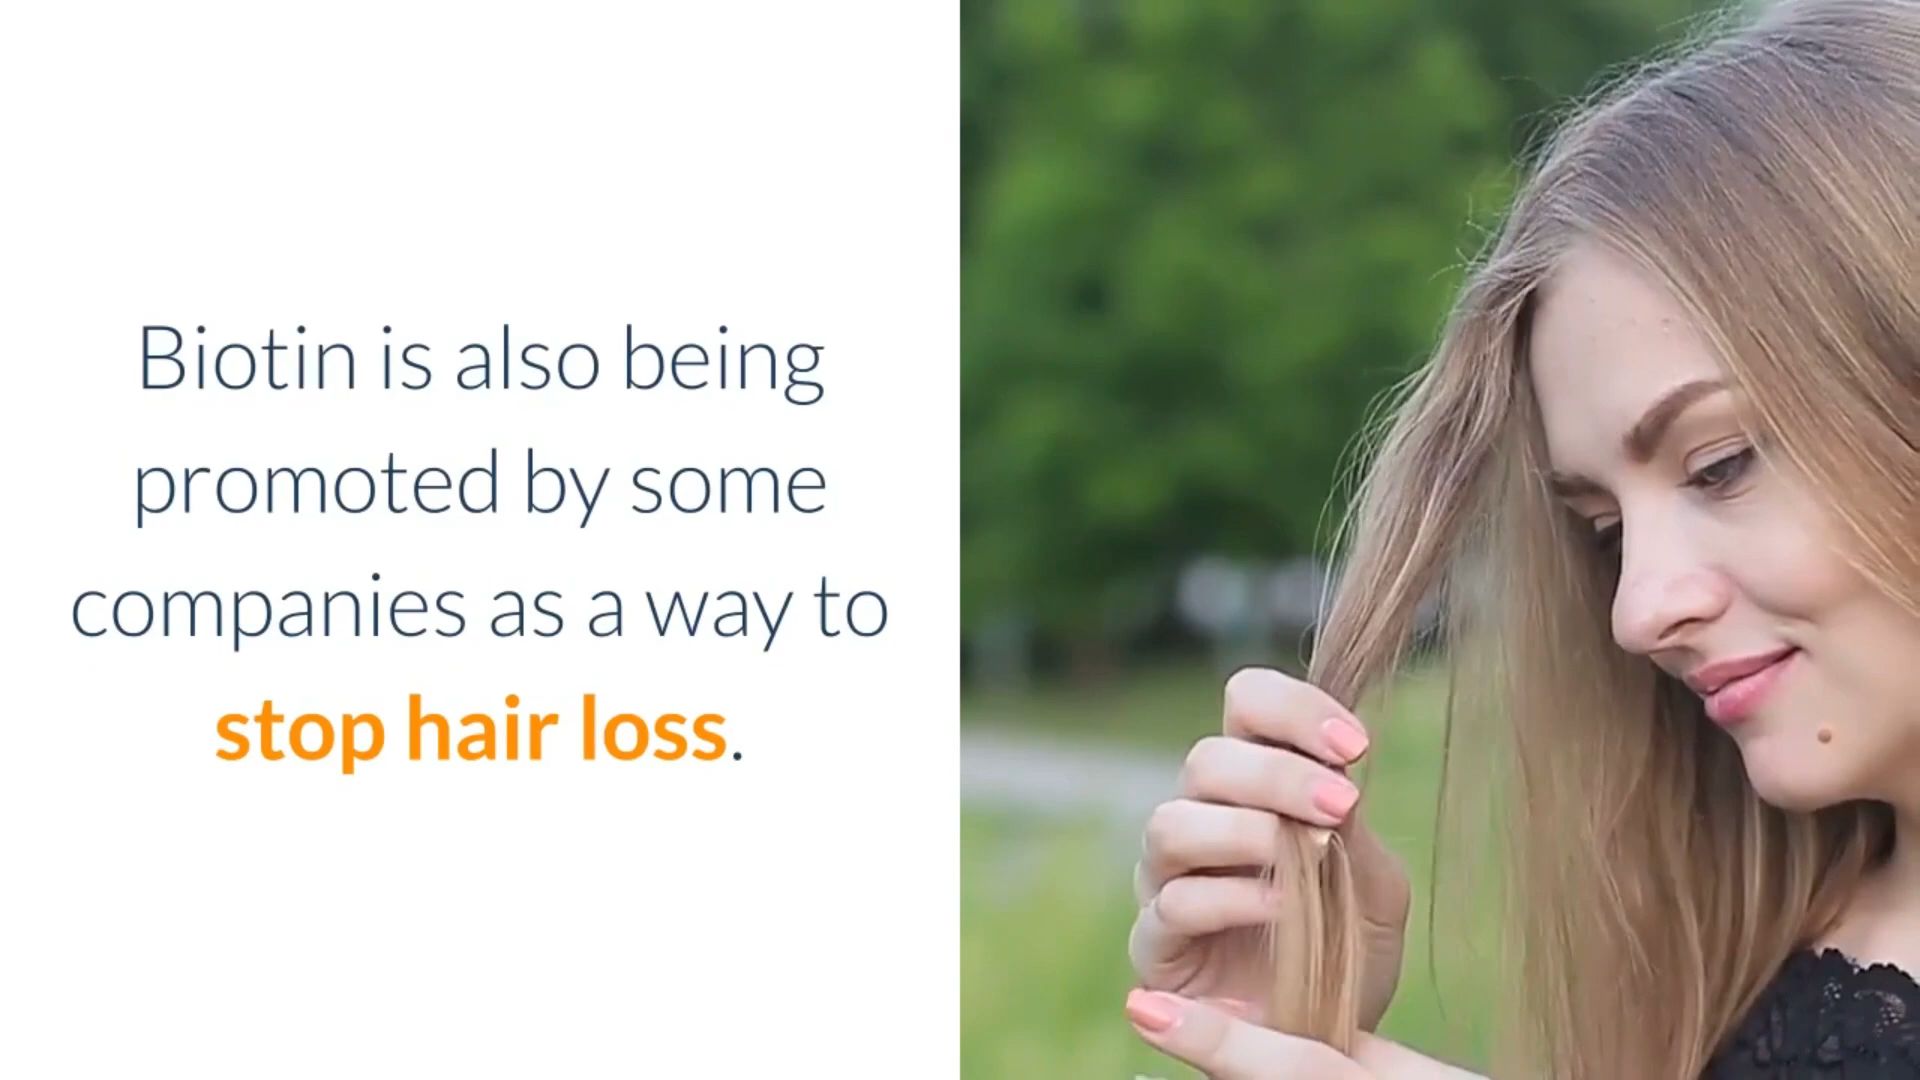 Biotin is also being
promoted by some
companies as a way to
stop hair loss.